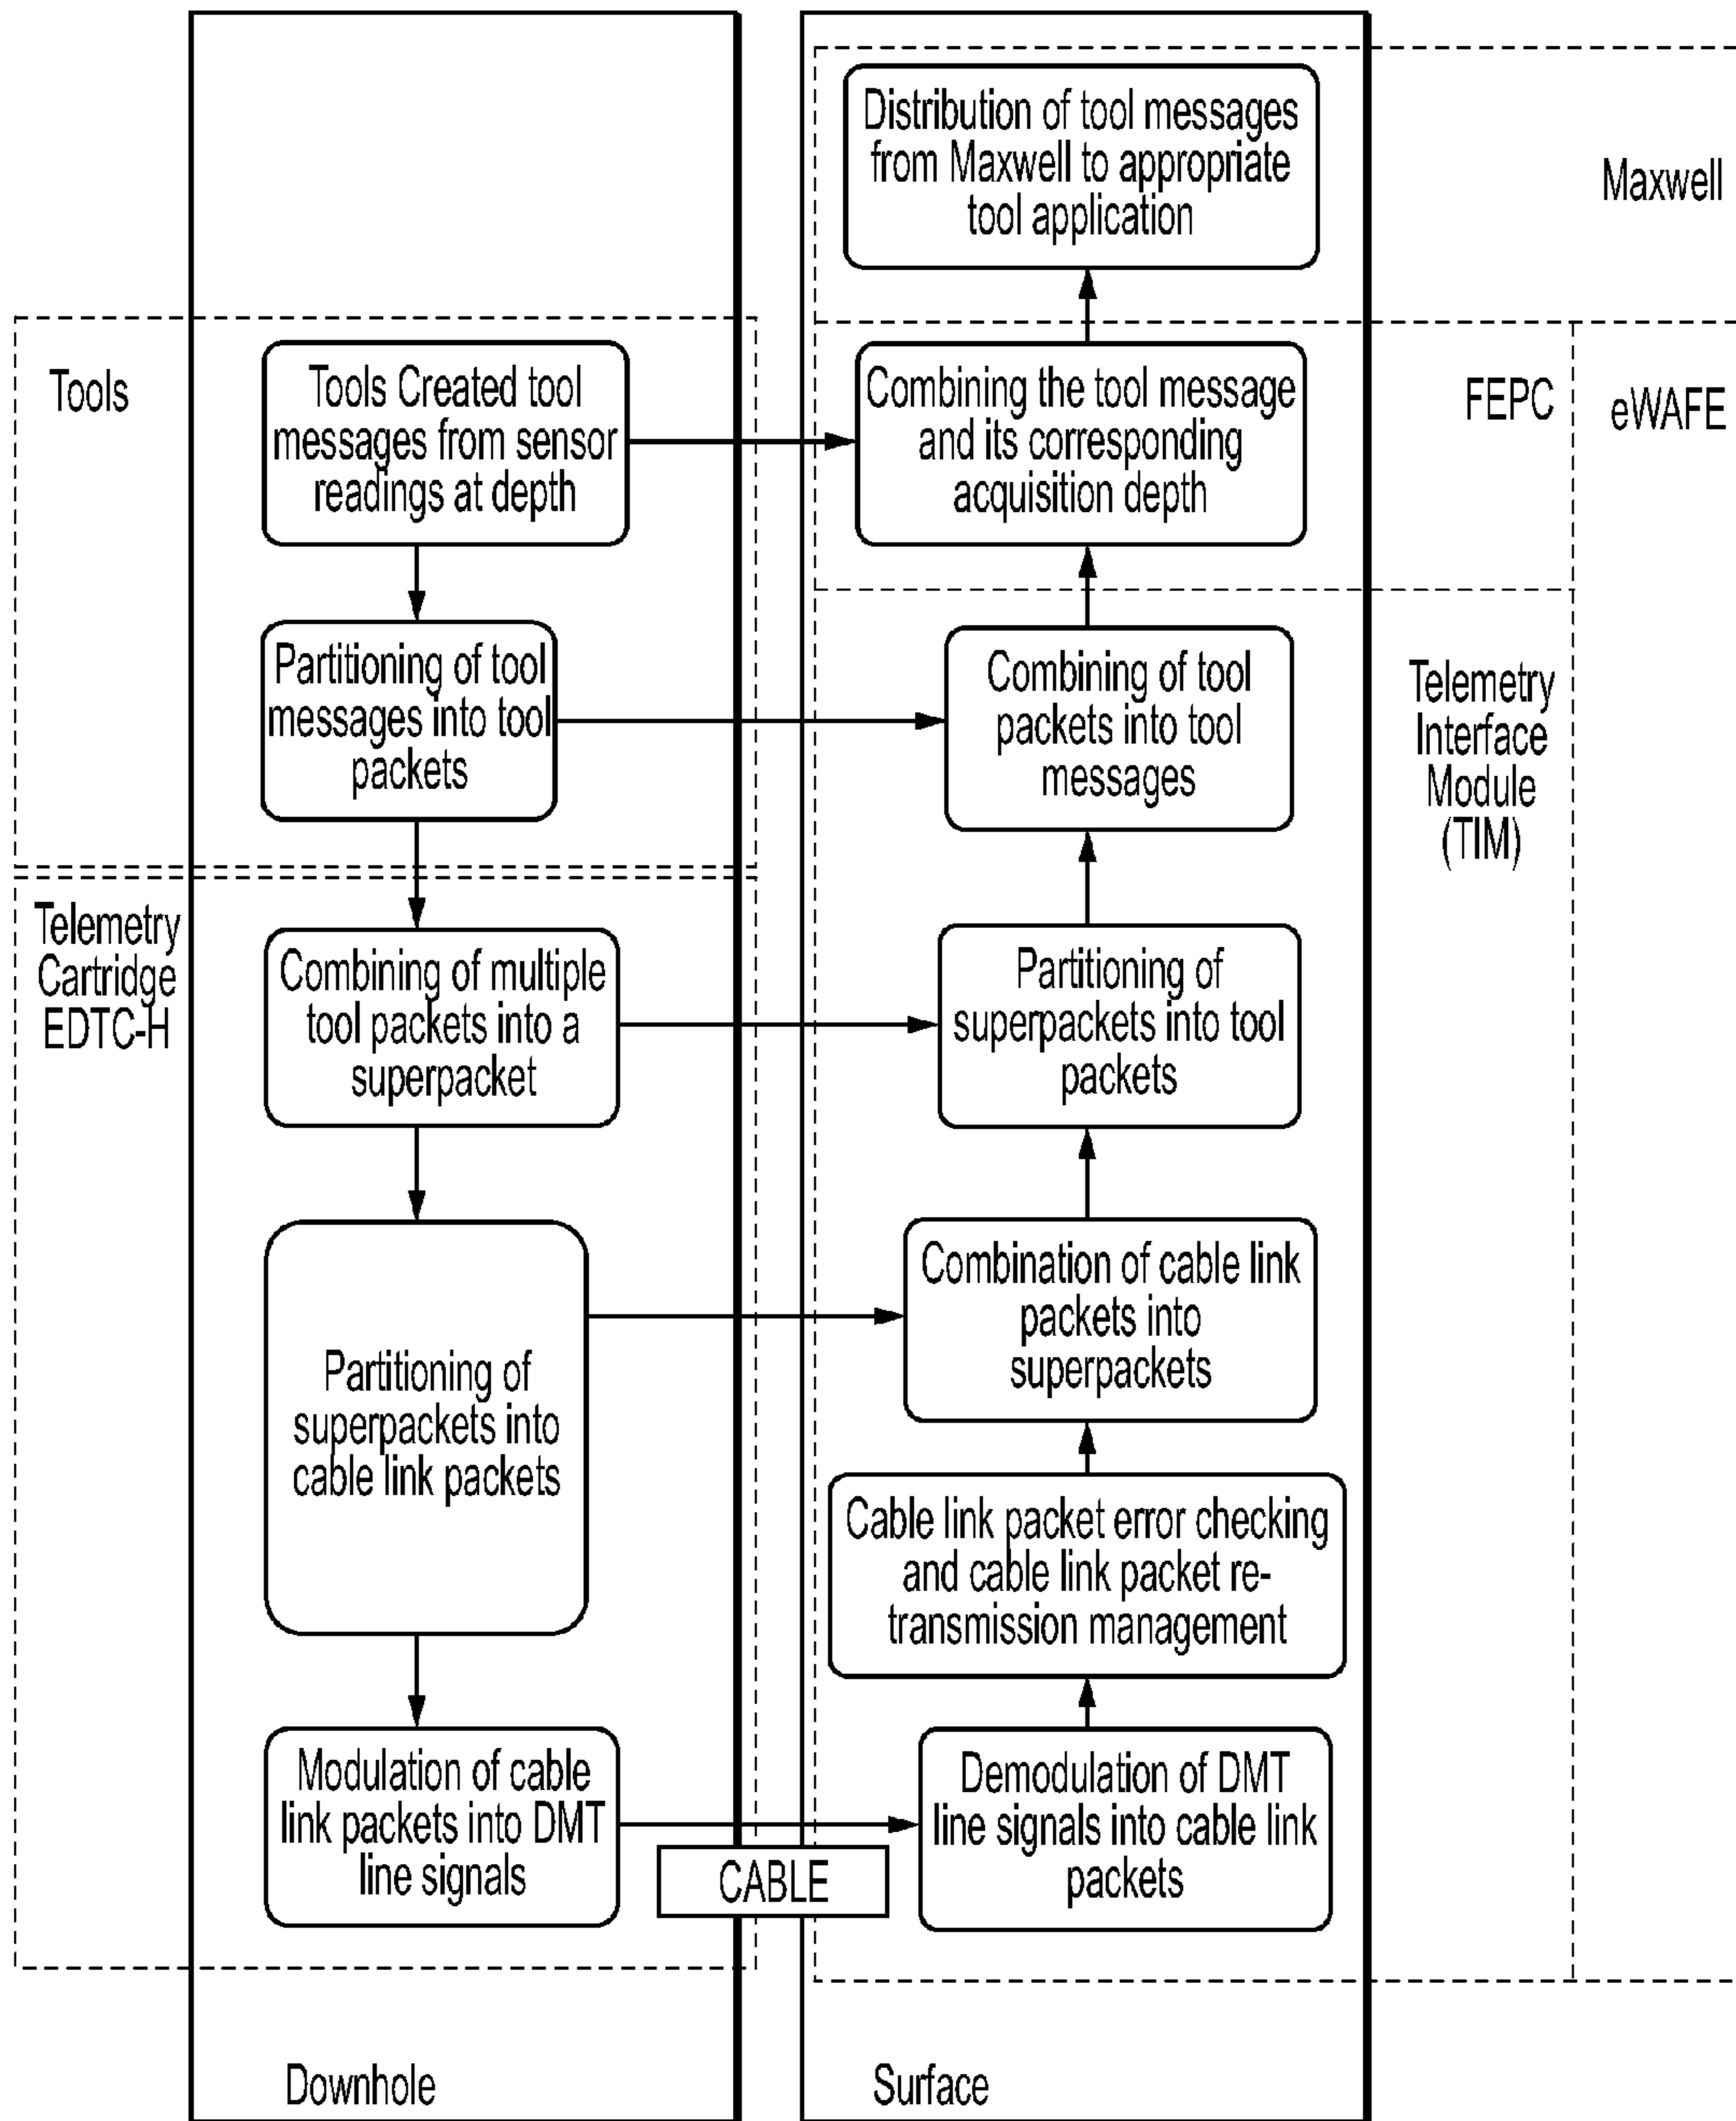 Distribution of tool messages
from Maxwell to appropriate
tool application
Maxwell
Tools
Tools Created tool
messages from sensor
readings at depth
Combining the tool message
and its corresponding
acquisition depth
FEPC
eWAFE
Partitioning of tool
messages into tool
packets
Combining of tool
packets into tool
messages
Telemetry
Interface
Module
(TIM)
Telemetry
Cartridge
EDTC-H
Combining of multiple
tool packets into a
superpacket
Partitioning of
superpackets into tool
packets
Partitioning of
superpackets into
cable link packets
Combination of cable link
packets into
superpackets
Cable link packet error checking
and cable link packet re-
transmission management
Modulation of cable
link packets into DMT
line signals
CABLE
Demodulation of DMT
line signals into cable link
packets
Downhole
Surface